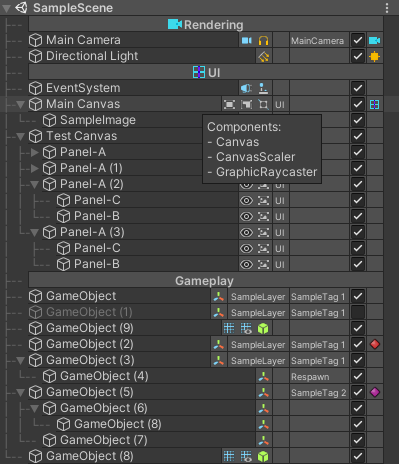 SampleScene
Rendering
Main Camera MainCamera
Directional Light
UI
EventSystem
Main Canvas UI
SampleImage
Test Canvas
Components:
- Canvas
- CanvasScaler
- GraphicRaycaster
Panel-A
Panel-A (1)
Panel-A (2) UI
Panel-C UI
Panel-B UI
Panel-A (3) UI
Panel-C UI
Panel-B UI
Gameplay
GameObject SampleLayer SampleTag 1
GameObject (1) SampleLayer SampleTag 1
GameObject (9)
GameObject (2) SampleLayer SampleTag 1
GameObject (3) SampleLayer SampleTag 1
GameObject (4) Respawn
GameObject (5) SampleTag 2
GameObject (6)
GameObject (8)
GameObject (7)
GameObject (8)